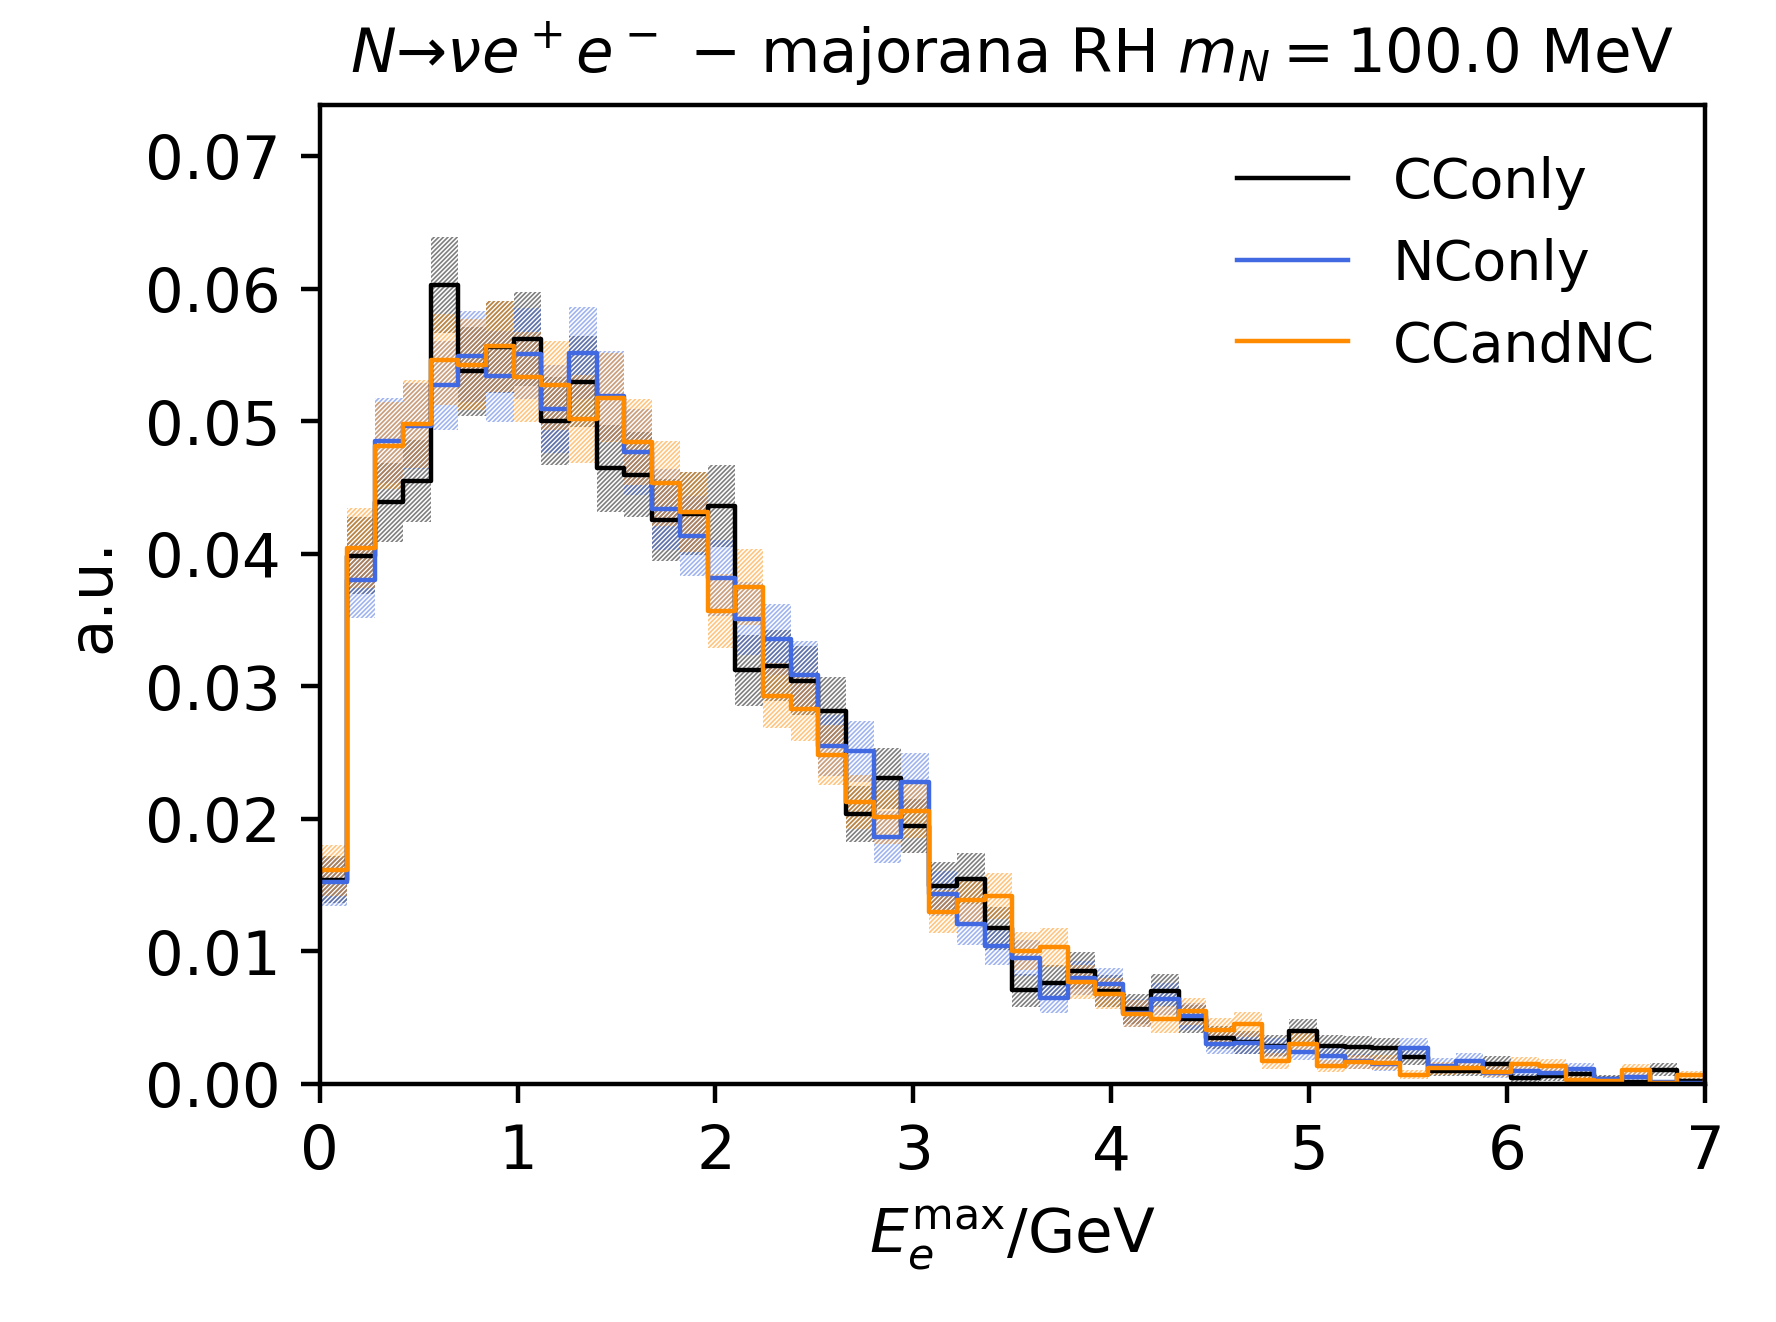 N→νe⁺e⁻ − majorana RH m_N = 100.0 MeV
0.07
0.06
0.05
0.04
0.03
0.02
0.01
0.00
a.u.
CConly
NConly
CCandNC
0 1 2 3 4 5 6 7
E_e^max/GeV